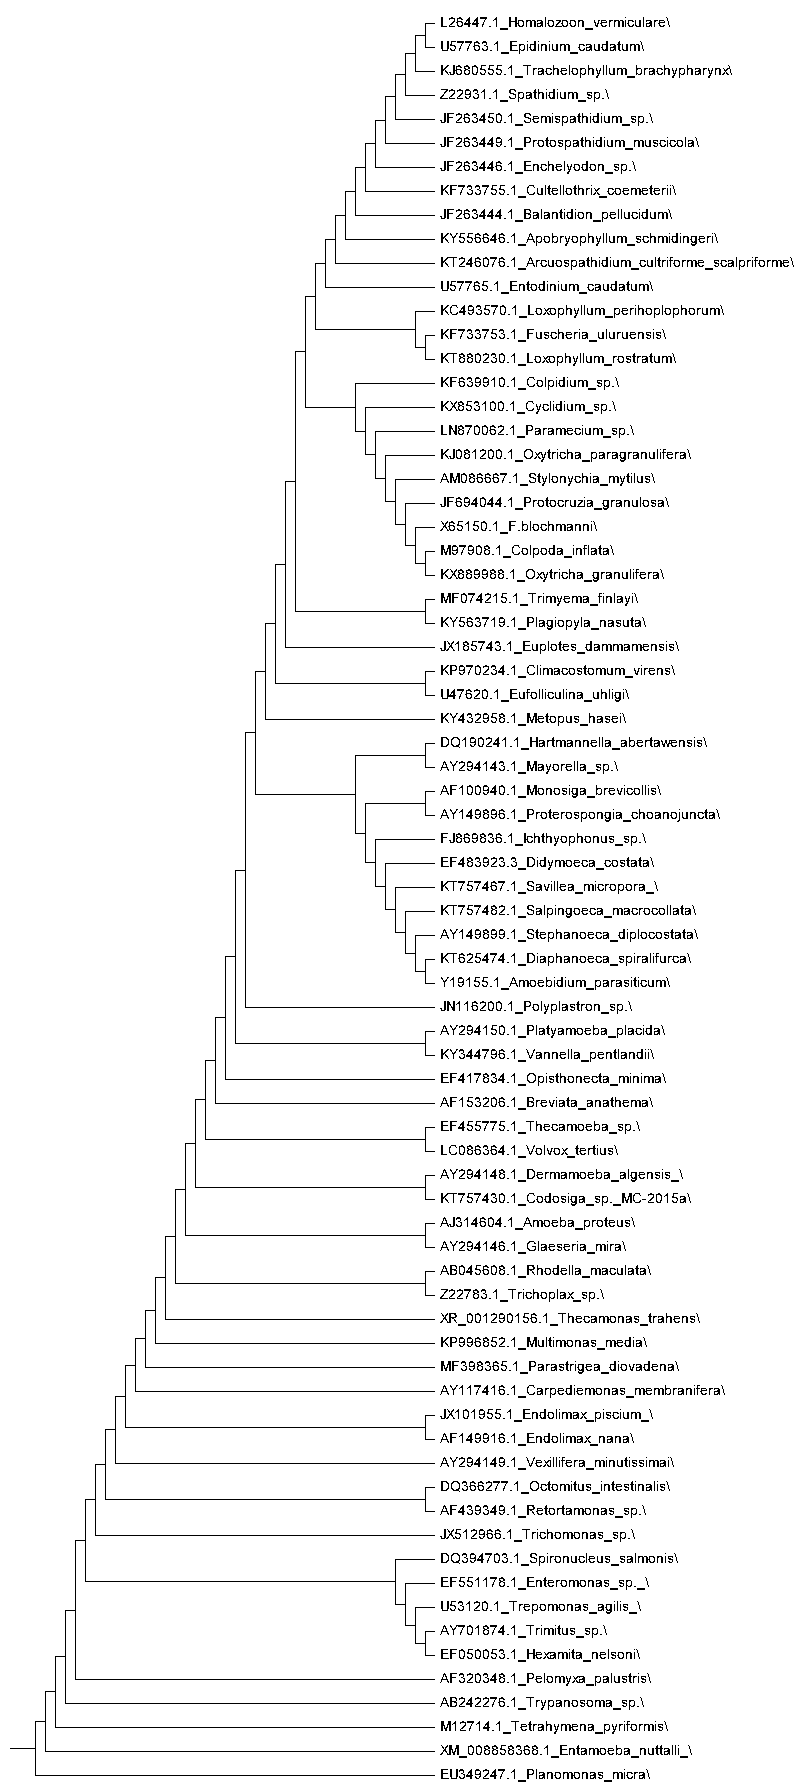 L26447.1_Homalozoon_vermiculare\
U57763.1_Epidinium_caudatum\
KJ680555.1_Trachelophyllum_brachypharynx\
Z22931.1_Spathidium_sp.\
JF263450.1_Semispathidium_sp.\
JF263449.1_Protospathidium_muscicola\
JF263446.1_Enchelyodon_sp.\
KF733755.1_Cultellothrix_coemeterii\
JF263444.1_Balantidion_pellucidum\
KY556646.1_Apobryophyllum_schmidingeri\
KT246076.1_Arcuospathidium_cultriforme_scalpriforme\
U57765.1_Entodinium_caudatum\
KC493570.1_Loxophyllum_perihoplophorum\
KF733753.1_Fuscheria_uluruensis\
KT880230.1_Loxophyllum_rostratum\
KF639910.1_Colpidium_sp.\
KX853100.1_Cyclidium_sp.\
LN870062.1_Paramecium_sp.\
KJ081200.1_Oxytricha_paragranulifera\
AM086667.1_Stylonychia_mytilus\
JF694044.1_Protocruzia_granulosa\
X65150.1_F.blochmanni\
M97908.1_Colpoda_inflata\
KX889988.1_Oxytricha_granulifera\
MF074215.1_Trimyema_finlayi\
KY563719.1_Plagiopyla_nasuta\
JX185743.1_Euplotes_dammamensis\
KP970234.1_Climacostomum_virens\
U47620.1_Eufolliculina_uhligi\
KY432958.1_Metopus_hasei\
DQ190241.1_Hartmannella_abertawensis\
AY294143.1_Mayorella_sp.\
AF100940.1_Monosiga_brevicollis\
AY149896.1_Proterospongia_choanojuncta\
FJ869836.1_Ichthyophonus_sp.\
EF483923.3_Didymoeca_costata\
KT757467.1_Savillea_micropora_\
KT757482.1_Salpingoeca_macrocollata\
AY149899.1_Stephanoeca_diplocostata\
KT625474.1_Diaphanoeca_spiralifurca\
Y19155.1_Amoebidium_parasiticum\
JN116200.1_Polyplastron_sp.\
AY294150.1_Platyamoeba_placida\
KY344796.1_Vannella_pentlandii\
EF417834.1_Opisthonecta_minima\
AF153206.1_Breviata_anathema\
EF455775.1_Thecamoeba_sp.\
LC086364.1_Volvox_tertius\
AY294148.1_Dermamoeba_algensis_\
KT757430.1_Codosiga_sp._MC-2015a\
AJ314604.1_Amoeba_proteus\
AY294146.1_Glaeseria_mira\
AB045608.1_Rhodella_maculata\
Z22783.1_Trichoplax_sp.\
XR_001290156.1_Thecamonas_trahens\
KP996852.1_Multimonas_media\
MF398365.1_Parastrigea_diovadena\
AY117416.1_Carpediemonas_membranifera\
JX101955.1_Endolimax_piscium_\
AF149916.1_Endolimax_nana\
AY294149.1_Vexillifera_minutissimai\
DQ366277.1_Octomitus_intestinalis\
AF439349.1_Retortamonas_sp.\
JX512966.1_Trichomonas_sp.\
DQ394703.1_Spironucleus_salmonis\
EF551178.1_Enteromonas_sp._\
U53120.1_Trepomonas_agilis_\
AY701874.1_Trimitus_sp.\
EF050053.1_Hexamita_nelsoni\
AF320348.1_Pelomyxa_palustris\
AB242276.1_Trypanosoma_sp.\
M12714.1_Tetrahymena_pyriformis\
XM_008858368.1_Entamoeba_nuttalli_\
EU349247.1_Planomonas_micra\